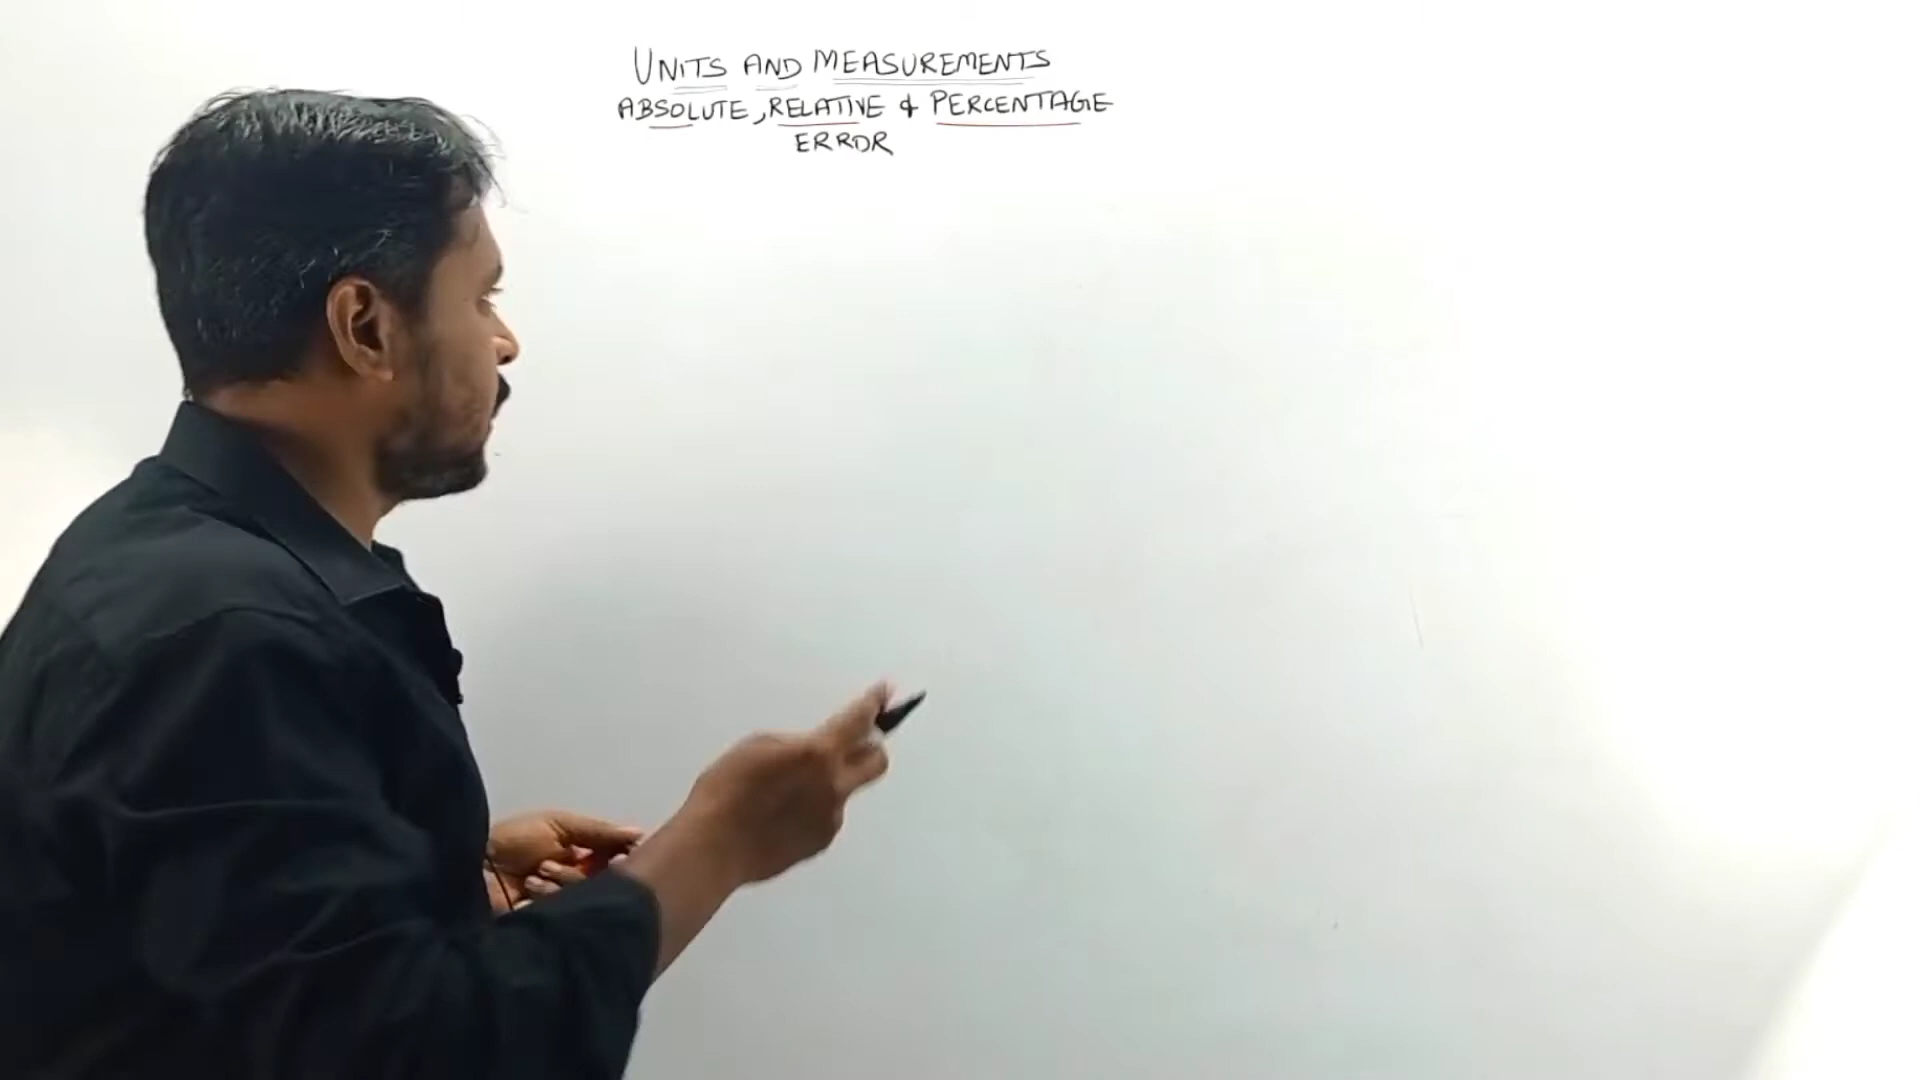 UNITS AND MEASUREMENTS
ABSOLUTE, RELATIVE & PERCENTAGE
ERROR